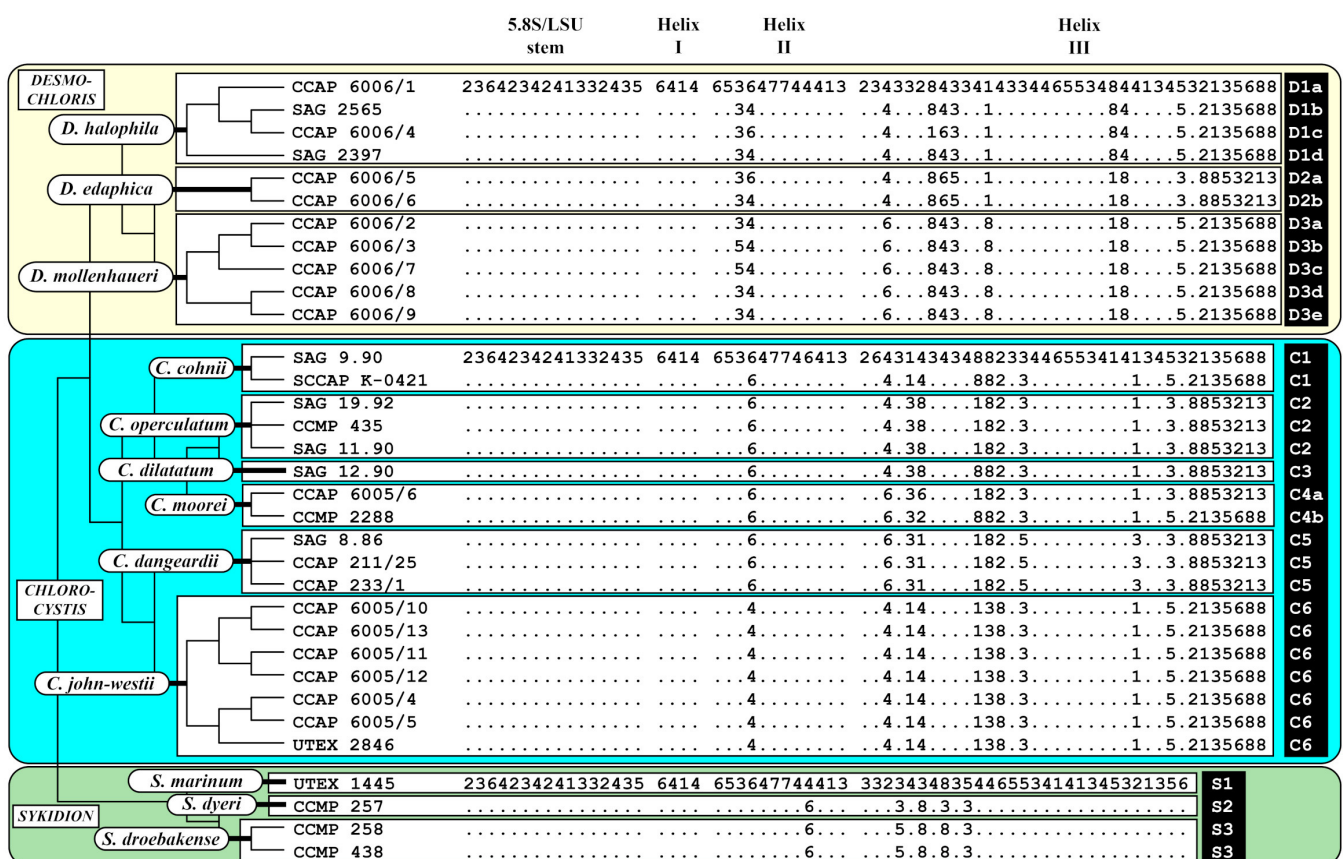 5.8S/LSU stem Helix I Helix II Helix III
DESMO-
CHLORIS
D. halophila
CCAP 6006/1 2364234241332435 6414 653647744413 2343328433414334465534844134532135688 D1a
SAG 2565 ................ .... ..34........ ..4...843..1..........84....5.2135688 D1b
CCAP 6006/4 ................ .... ..36........ ..4...163..1..........84....5.2135688 D1c
SAG 2397 ................ .... ..34........ ..4...843..1..........84....5.2135688 D1d
D. edaphica
CCAP 6006/5 ................ .... ..36........ ..4...865..1..........18....3.8853213 D2a
CCAP 6006/6 ................ .... ..34........ ..4...865..1..........18....3.8853213 D2b
D. mollenhaueri
CCAP 6006/2 ................ .... ..34........ ..6...843..8..........18....5.2135688 D3a
CCAP 6006/3 ................ .... ..54........ ..6...843..8..........18....5.2135688 D3b
CCAP 6006/7 ................ .... ..54........ ..6...843..8..........18....5.2135688 D3c
CCAP 6006/8 ................ .... ..34........ ..6...843..8..........18....5.2135688 D3d
CCAP 6006/9 ................ .... ..34........ ..6...843..8..........18....5.2135688 D3e
CHLORO-
CYSTIS
C. cohnii
SAG 9.90 2364234241332435 6414 653647746413 264314343488233446553414134532135688 C1
SCCAP K-0421 ................ .... ...6........ ..4.14....882.3.........1..5.2135688 C1
C. operculatum
SAG 19.92 ................ .... ...6........ ..4.38....182.3.........1..3.8853213 C2
CCMP 435 ................ .... ...6........ ..4.38....182.3.........1..3.8853213 C2
SAG 11.90 ................ .... ...6........ ..4.38....182.3.........1..3.8853213 C2
C. dilatatum
SAG 12.90 ................ .... ...6........ ..4.38....882.3.........1..3.8853213 C3
C. moorei
CCAP 6005/6 ................ .... ...6........ ..6.36....182.3.........1..3.8853213 C4a
CCMP 2288 ................ .... ...6........ ..6.32....882.3.........1..5.2135688 C4b
C. dangeardii
SAG 8.86 ................ .... ...6........ ..6.31....182.5.........3..3.8853213 C5
CCAP 211/25 ................ .... ...6........ ..6.31....182.5.........3..3.8853213 C5
CCAP 233/1 ................ .... ...6........ ..6.31....182.5.........3..3.8853213 C5
C. john-westii
CCAP 6005/10 ................ .... ...4........ ..4.14....138.3.........1..5.2135688 C6
CCAP 6005/13 ................ .... ...4........ ..4.14....138.3.........1..5.2135688 C6
CCAP 6005/11 ................ .... ...4........ ..4.14....138.3.........1..5.2135688 C6
CCAP 6005/12 ................ .... ...4........ ..4.14....138.3.........1..5.2135688 C6
CCAP 6005/4 ................ .... ...4........ ..4.14....138.3.........1..5.2135688 C6
CCAP 6005/5 ................ .... ...4........ ..4.14....138.3.........1..5.2135688 C6
UTEX 2846 ................ .... ...4........ ..4.14....138.3.........1..5.2135688 C6
SYKIDION
S. marinum
UTEX 1445 2364234241332435 6414 653647744413 33234348354465534141345321356 S1
S. dyeri
CCMP 257 ................ .... ........6... ...3.8.3.3................... S2
S. droebakense
CCMP 258 ................ .... ........6... ...5.8.8.3................... S3
CCMP 438 ................ .... ........6... ...5.8.8.3................... S3